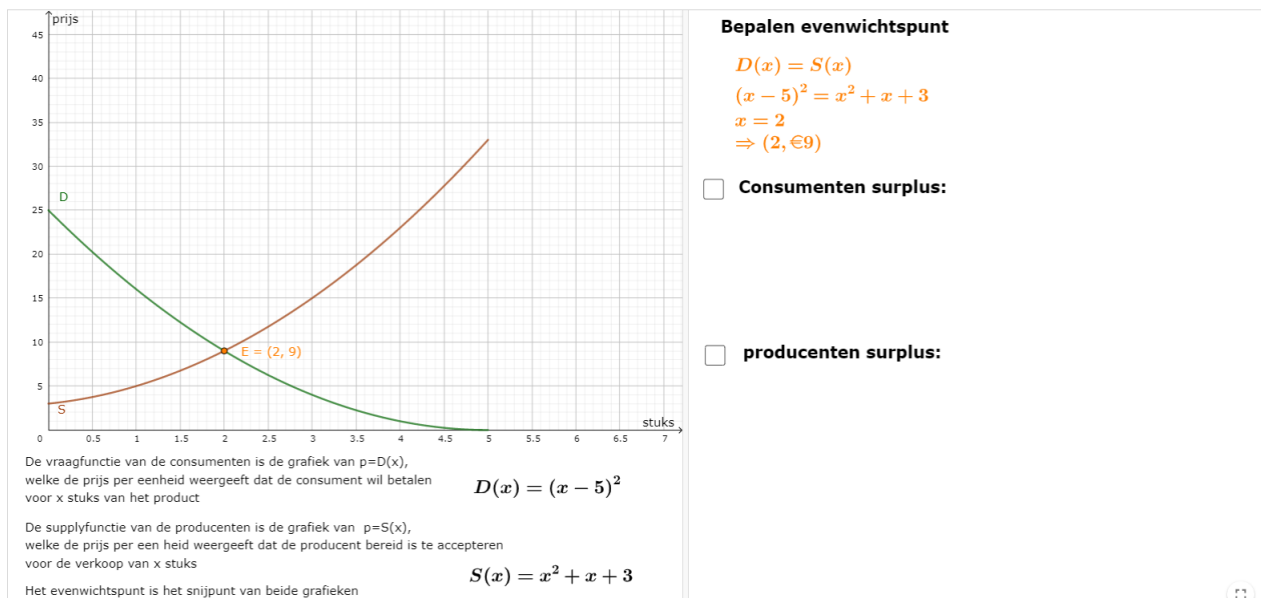 prijs
45
40
35
30
25
20
15
10
5
0 0.5 1 1.5 2 2.5 3 3.5 4 4.5 5 5.5 6 6.5 7
stuks
D
S
E = (2, 9)
De vraagfunctie van de consumenten is de grafiek van p=D(x),
welke de prijs per eenheid weergeeft dat de consument wil betalen
voor x stuks van het product
D(x) = (x − 5)²
De supplyfunctie van de producenten is de grafiek van p=S(x),
welke de prijs per een heid weergeeft dat de producent bereid is te accepteren
voor de verkoop van x stuks
S(x) = x² + x + 3
Het evenwichtspunt is het snijpunt van beide grafieken
Bepalen evenwichtspunt
D(x) = S(x)
(x − 5)² = x² + x + 3
x = 2
⇒ (2, €9)
Consumenten surplus:
producenten surplus: